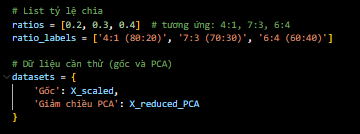 # List tỷ lệ chia
ratios = [0.2, 0.3, 0.4]  # tương ứng: 4:1, 7:3, 6:4
ratio_labels = ['4:1 (80:20)', '7:3 (70:30)', '6:4 (60:40)']

# Dữ liệu cần thử (gốc và PCA)
datasets = {
    'Gốc': X_scaled,
    'Giảm chiều PCA': X_reduced_PCA
}